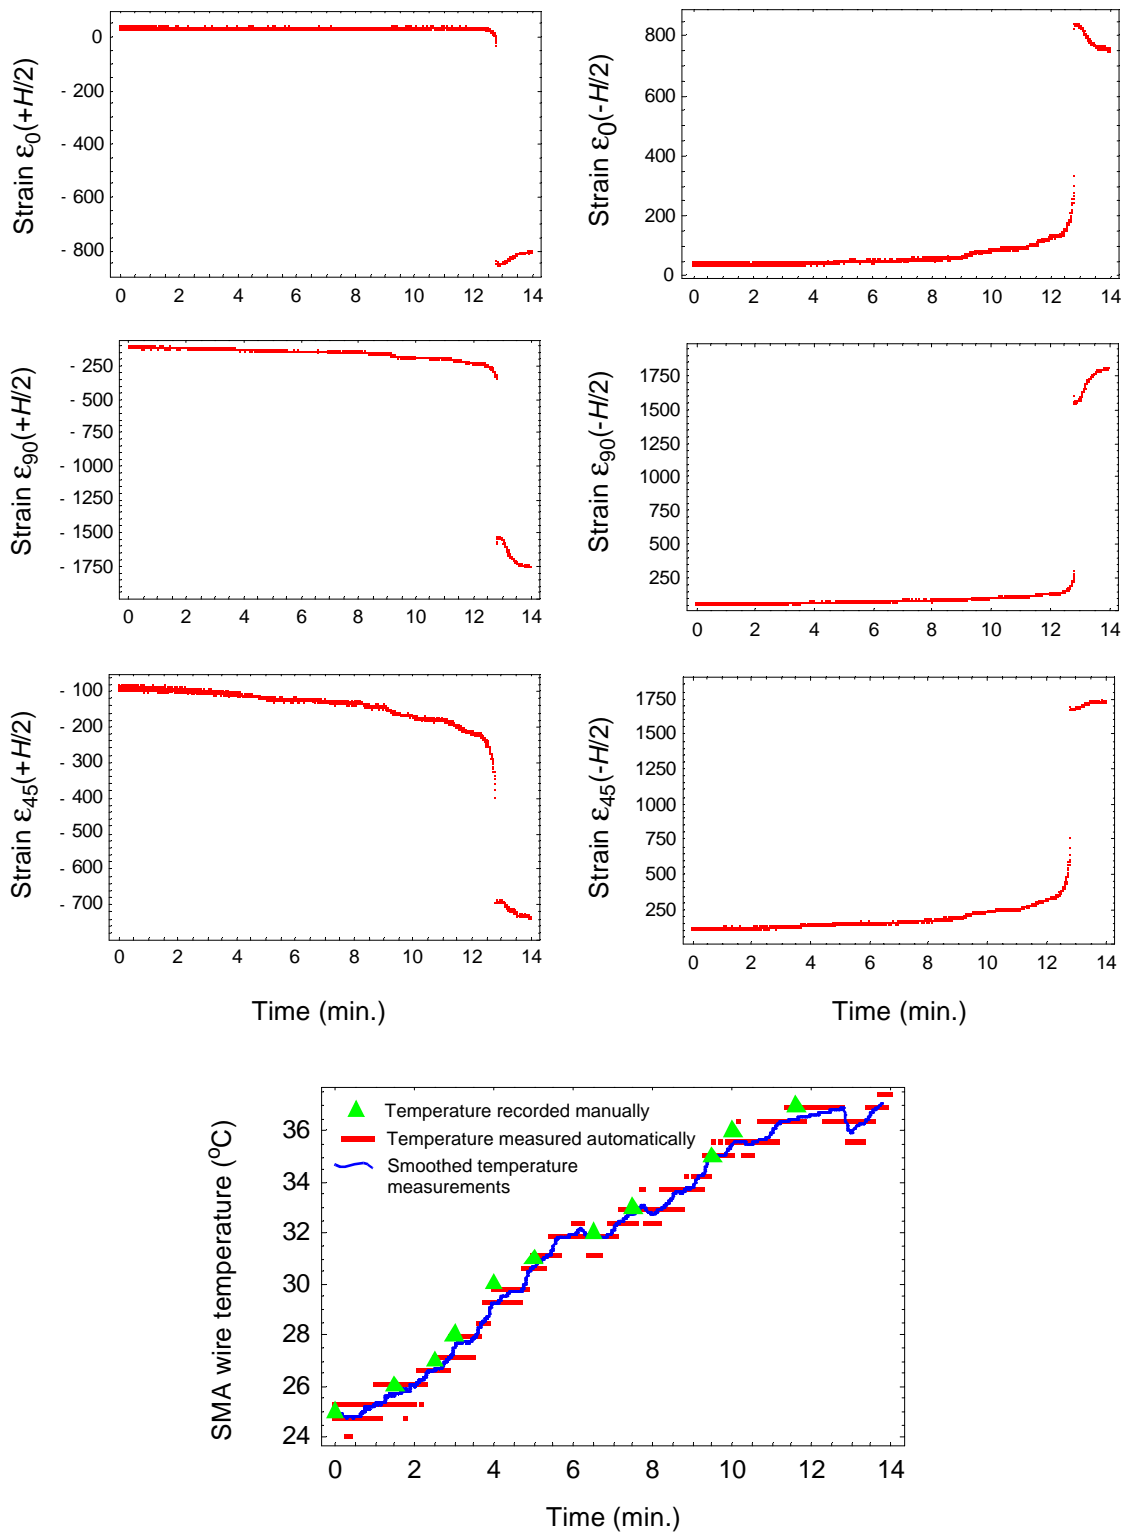 Strain ε0(+H/2)
0
- 200
- 400
- 600
- 800
0 2 4 6 8 10 12 14
Strain ε0(-H/2)
800
600
400
200
0
0 2 4 6 8 10 12 14
Strain ε90(+H/2)
- 250
- 500
- 750
- 1000
- 1250
- 1500
- 1750
0 2 4 6 8 10 12 14
Strain ε90(-H/2)
1750
1500
1250
1000
750
500
250
0 2 4 6 8 10 12 14
Strain ε45(+H/2)
- 100
- 200
- 300
- 400
- 500
- 600
- 700
0 2 4 6 8 10 12 14
Time (min.)
Strain ε45(-H/2)
1750
1500
1250
1000
750
500
250
0 2 4 6 8 10 12 14
Time (min.)
SMA wire temperature (oC)
36
34
32
30
28
26
24
Temperature recorded manually
Temperature measured automatically
Smoothed temperature
measurements
0 2 4 6 8 10 12 14
Time (min.)